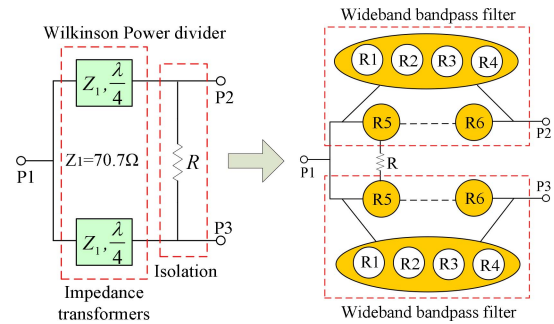 Wilkinson Power divider
Z1, λ/4
P2
P1
Z1=70.7Ω
R
Z1, λ/4
P3
Isolation
Impedance
transformers
Wideband bandpass filter
R1 R2 R3 R4
R5 R6
P2
P1
R
P3
R5 R6
R1 R2 R3 R4
Wideband bandpass filter